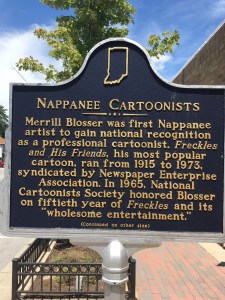 NAPPANEE CARTOONISTS
Merrill Blosser was first Nappanee
artist to gain national recognition
as a professional cartoonist. Freckles
and His Friends, his most popular
cartoon, ran from 1915 to 1973,
syndicated by Newspaper Enterprise
Association. In 1965, National
Cartoonists Society honored Blosser
on fiftieth year of Freckles and its
"wholesome entertainment."
(Continued on other side)